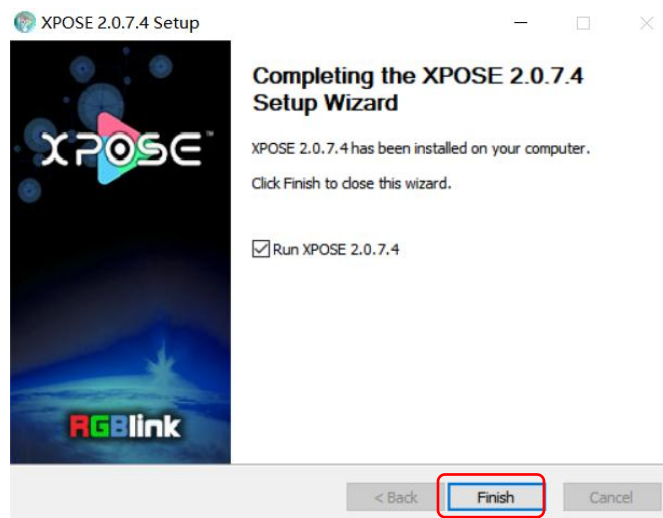 XPOSE 2.0.7.4 Setup
XPOSE™
RGBlink
Completing the XPOSE 2.0.7.4
Setup Wizard
XPOSE 2.0.7.4 has been installed on your computer.
Click Finish to close this wizard.
Run XPOSE 2.0.7.4
< Back
Finish
Cancel